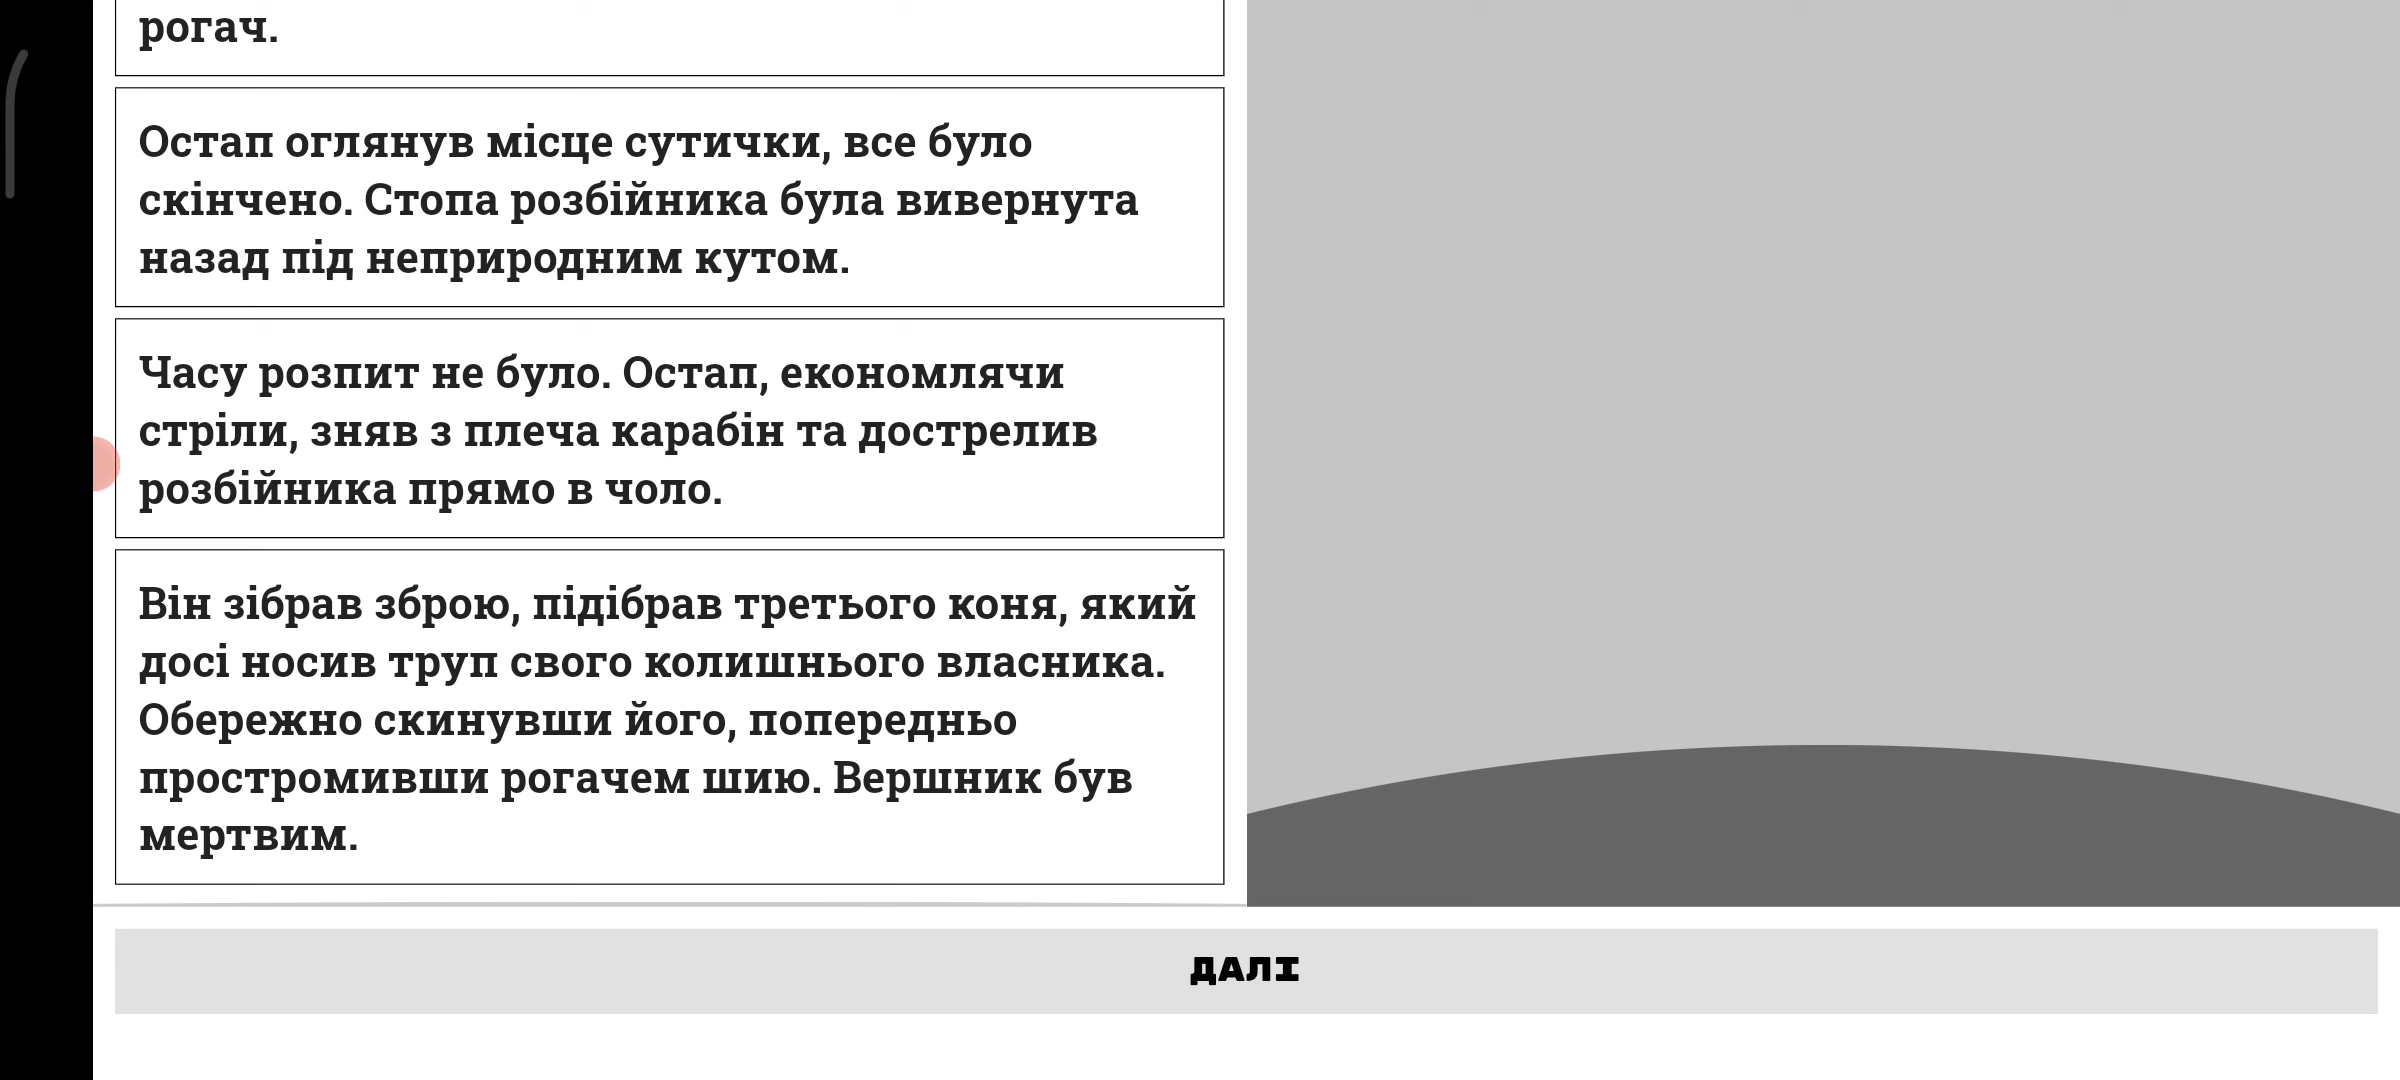 рогач.
Остап оглянув місце сутички, все було
скінчено. Стопа розбійника була вивернута
назад під неприродним кутом.
Часу розпит не було. Остап, економлячи
стріли, зняв з плеча карабін та дострелив
розбійника прямо в чоло.
Він зібрав зброю, підібрав третього коня, який
досі носив труп свого колишнього власника.
Обережно скинувши його, попередньо
простромивши рогачем шию. Вершник був
мертвим.
ДАЛІ